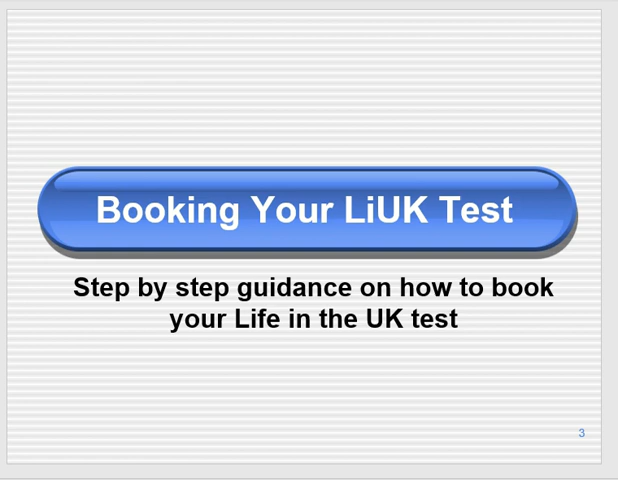 Booking Your LiUK Test
Step by step guidance on how to book
your Life in the UK test
3